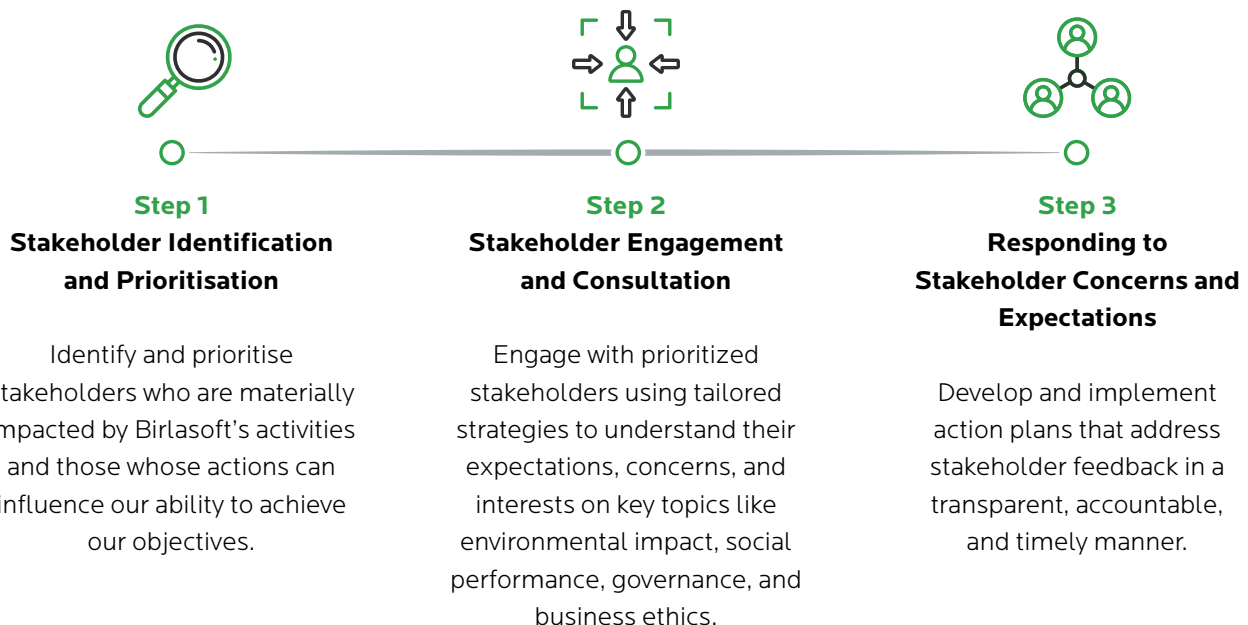 Step 1
Stakeholder Identification
and Prioritisation
Identify and prioritise
takeholders who are materially
mpacted by Birlasoft’s activities
and those whose actions can
influence our ability to achieve
our objectives.
Step 2
Stakeholder Engagement
and Consultation
Engage with prioritized
stakeholders using tailored
strategies to understand their
expectations, concerns, and
interests on key topics like
environmental impact, social
performance, governance, and
business ethics.
Step 3
Responding to
Stakeholder Concerns and
Expectations
Develop and implement
action plans that address
stakeholder feedback in a
transparent, accountable,
and timely manner.